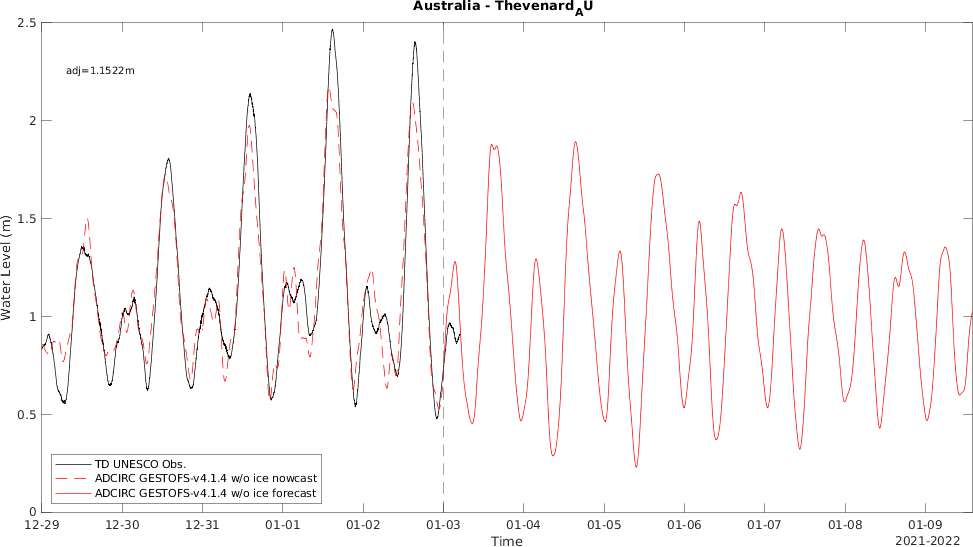 Australia - Thevenard_AU
2.5
adj=1.1522m
2
1.5
Water Level (m)
1
0.5
TD UNESCO Obs.
ADCIRC GESTOFS-v4.1.4 w/o ice nowcast
ADCIRC GESTOFS-v4.1.4 w/o ice forecast
0
12-29 12-30 12-31 01-01 01-02 01-03 01-04 01-05 01-06 01-07 01-08 01-09
Time
2021-2022